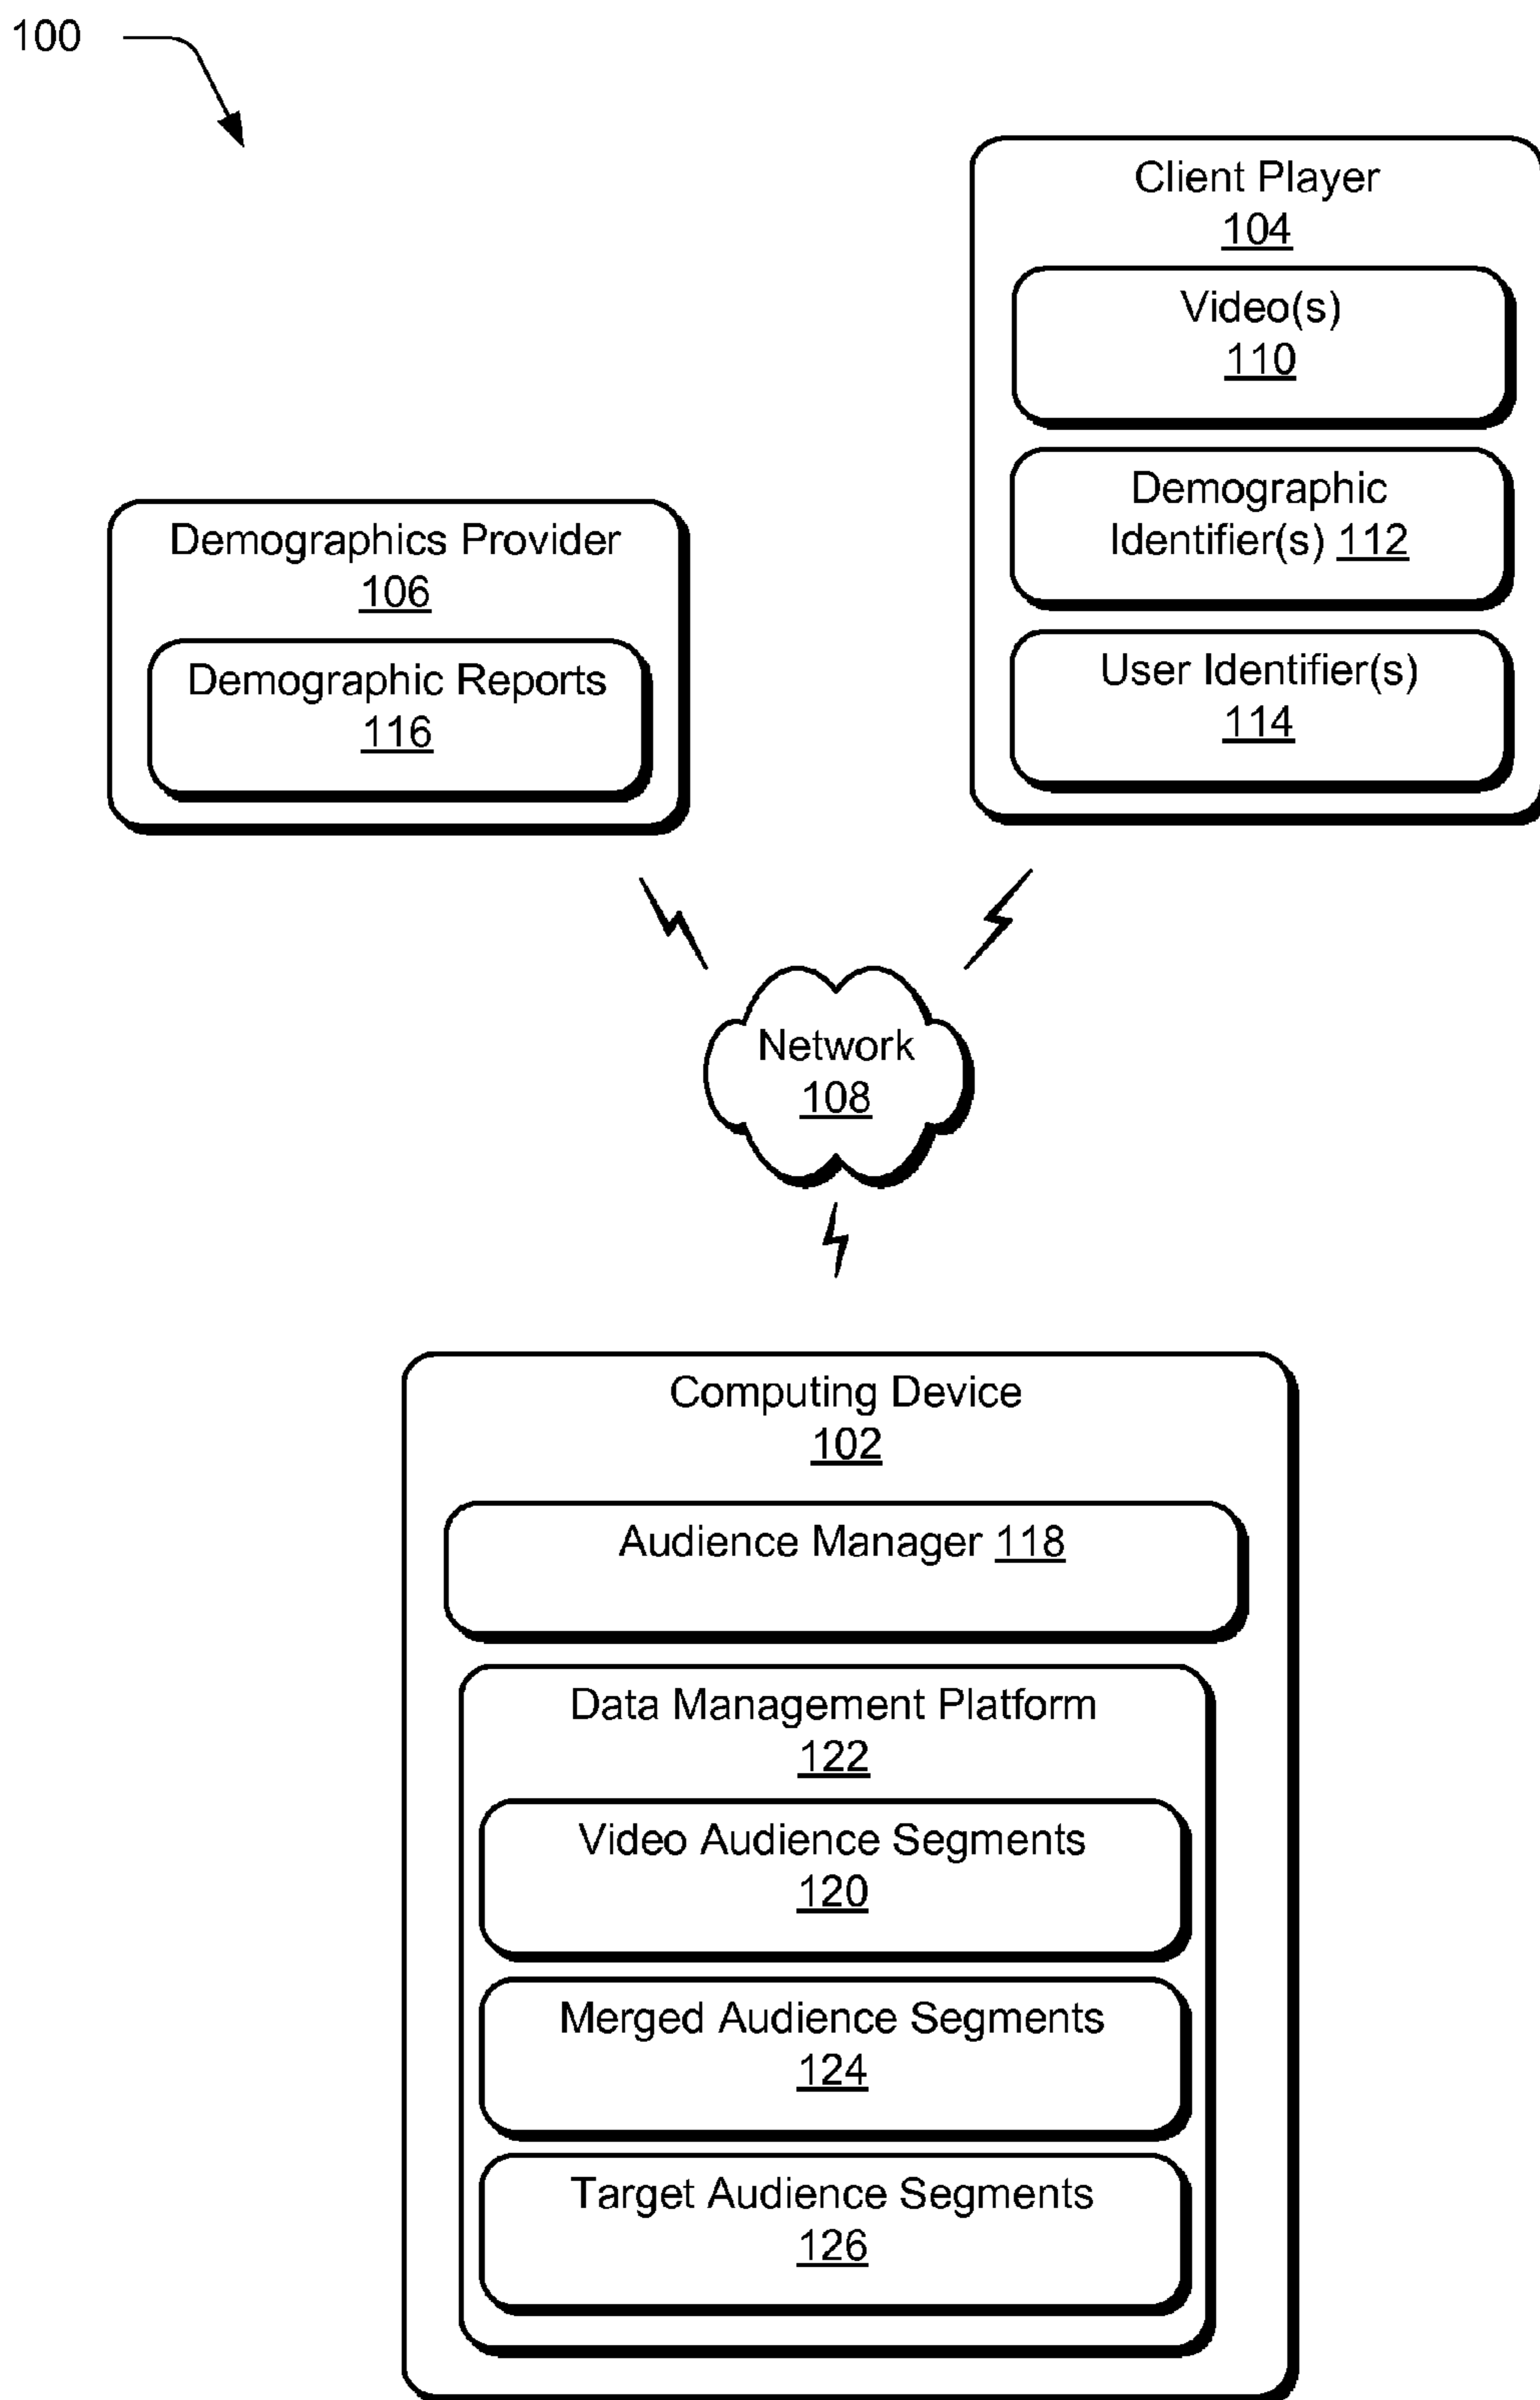 100
Client Player
104
Video(s)
110
Demographic
Identifier(s) 112
User Identifier(s)
114
Demographics Provider
106
Demographic Reports
116
Network
108
Computing Device
102
Audience Manager 118
Data Management Platform
122
Video Audience Segments
120
Merged Audience Segments
124
Target Audience Segments
126